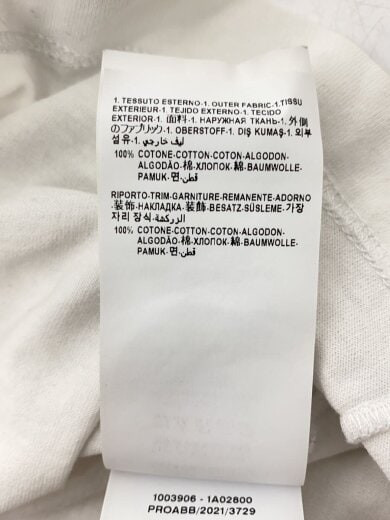 1. TESSUTO ESTERNO-1. OUTER FABRIC-1.TISSU
EXTERIEUR-1. TEJIDO EXTERNO-1. TECIDO
EXTERIOR-1. 面料-1. НАРУЖНАЯ ТКАНЬ-1. 外側
のファブリック-1. OBERSTOFF-1. DIŞ KUMAŞ-1. 외부
섬유-1. ليف خارجي
100% COTONE-COTTON-COTON-ALGODON-
ALGODÃO-棉-ХЛОПОК-綿-BAUMWOLLE-
PAMUK-면-قطن
RIPORTO-TRIM-GARNITURE-REMANENTE-ADORNO
-装饰-НАКЛАДКА-装飾-BESATZ-SÜSLEME-가장
자리 장식-الزركشة
100% COTONE-COTTON-COTON-ALGODON-
ALGODÃO-棉-ХЛОПОК-綿-BAUMWOLLE-
PAMUK-면-قطن
1003906 - 1A02800
PROABB/2021/3729